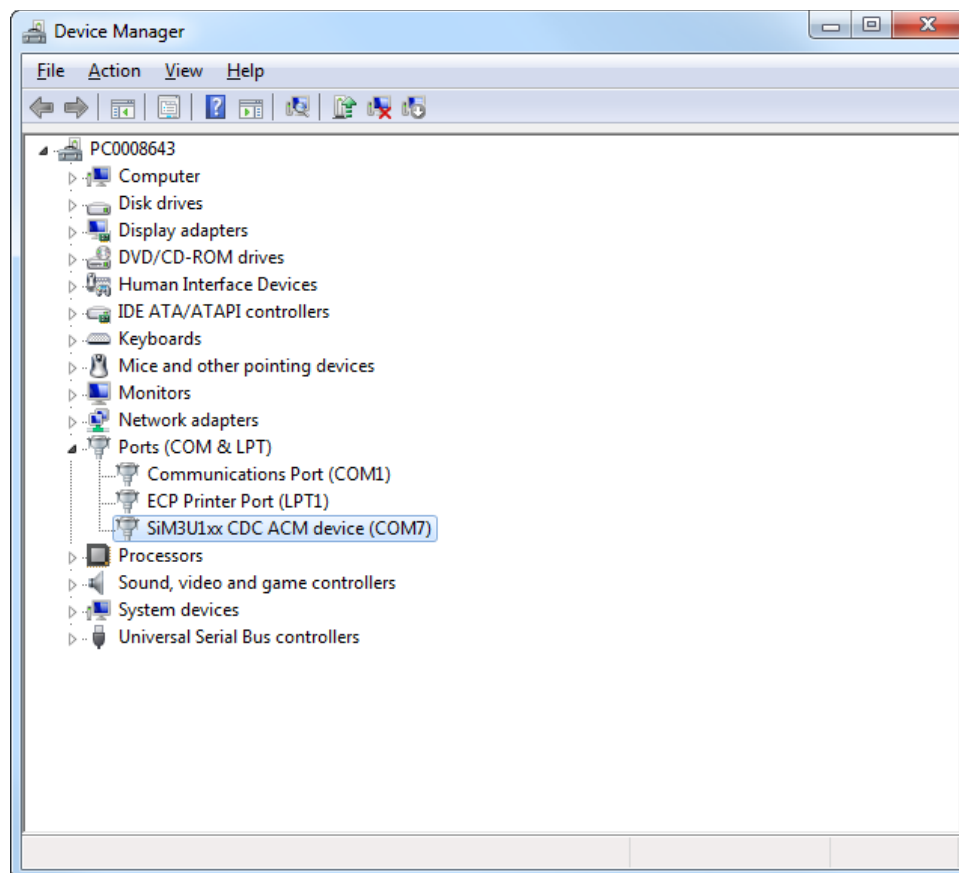 Device Manager
File Action View Help
PC0008643
Computer
Disk drives
Display adapters
DVD/CD-ROM drives
Human Interface Devices
IDE ATA/ATAPI controllers
Keyboards
Mice and other pointing devices
Monitors
Network adapters
Ports (COM & LPT)
Communications Port (COM1)
ECP Printer Port (LPT1)
SiM3U1xx CDC ACM device (COM7)
Processors
Sound, video and game controllers
System devices
Universal Serial Bus controllers